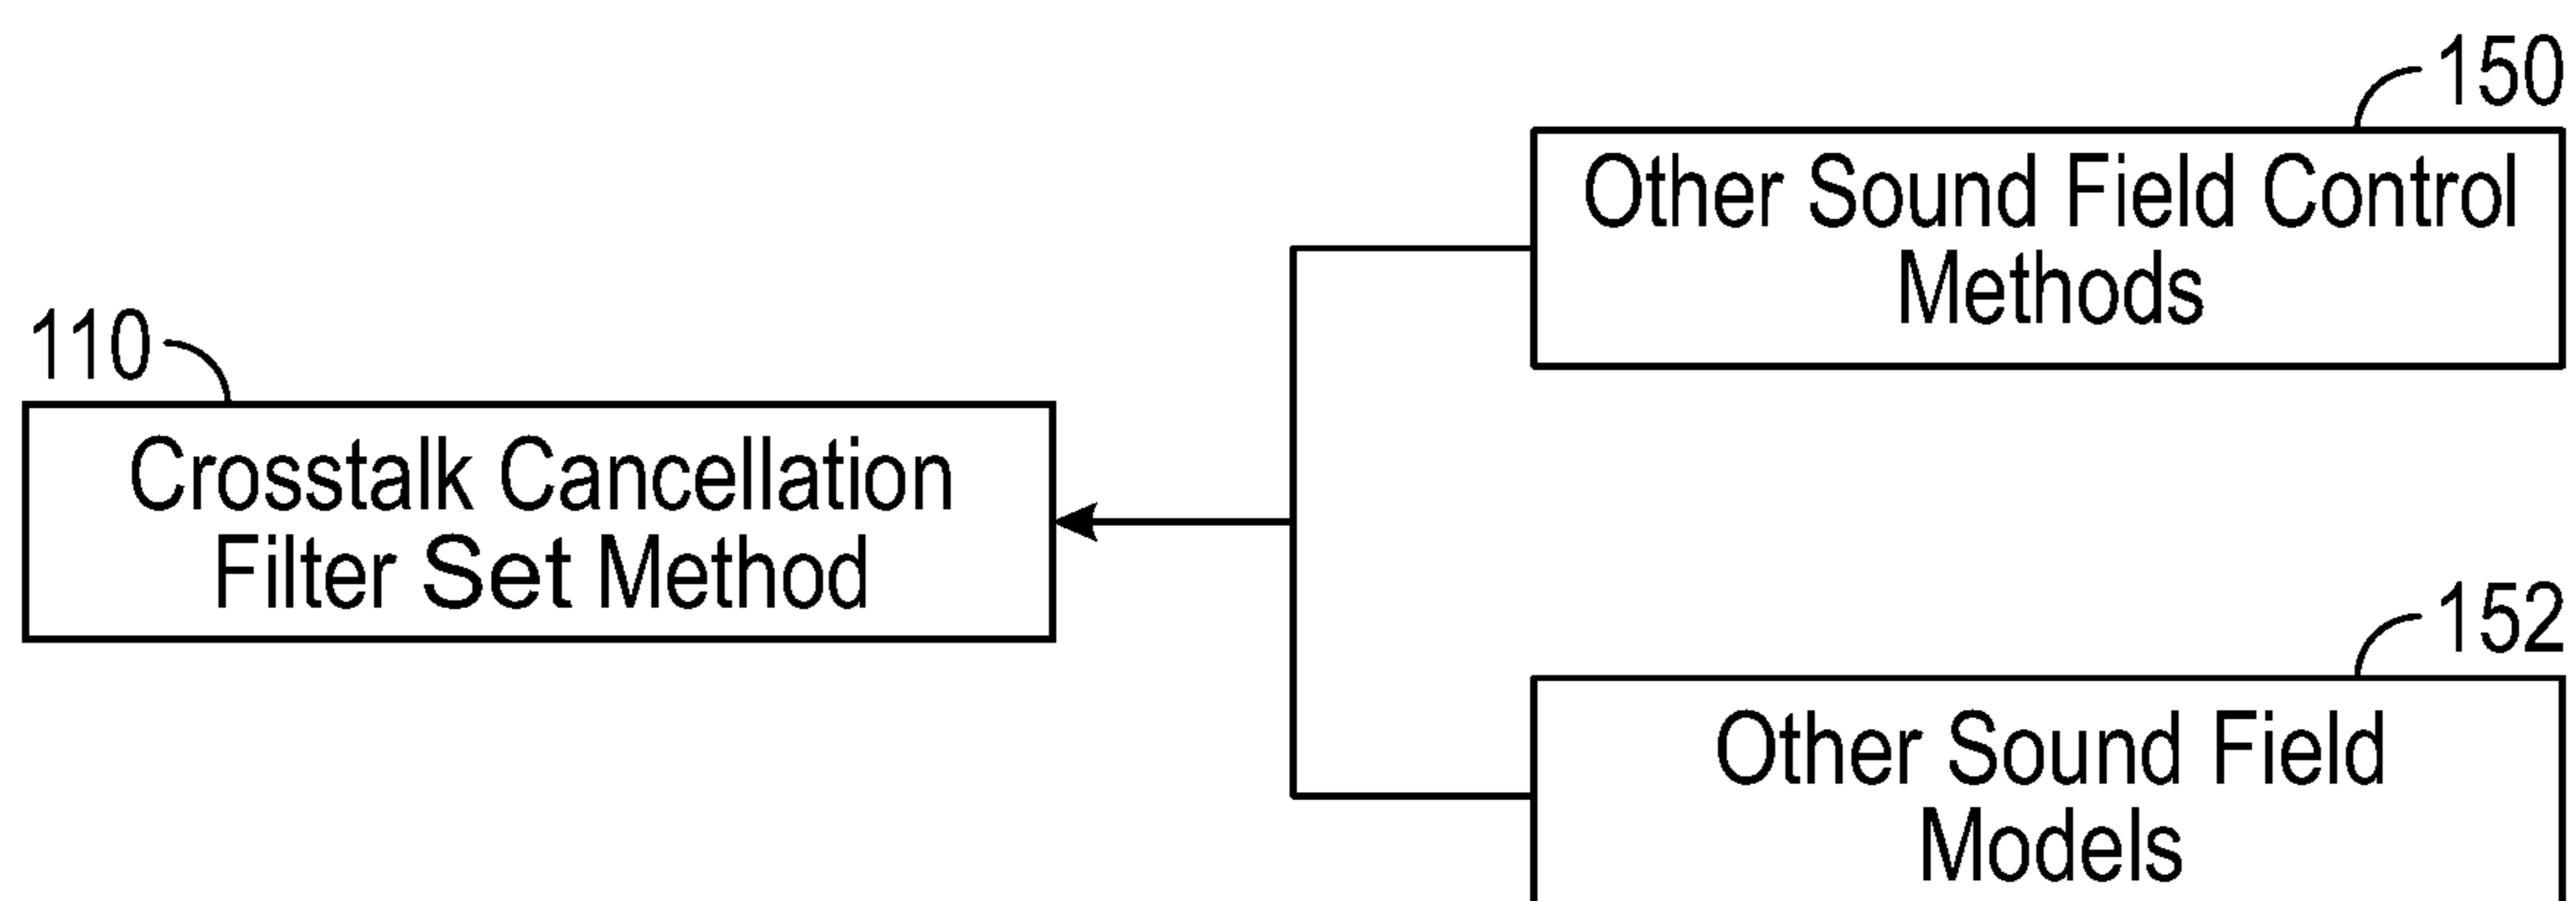 150
Other Sound Field Control
Methods
110
Crosstalk Cancellation
Filter Set Method
152
Other Sound Field
Models